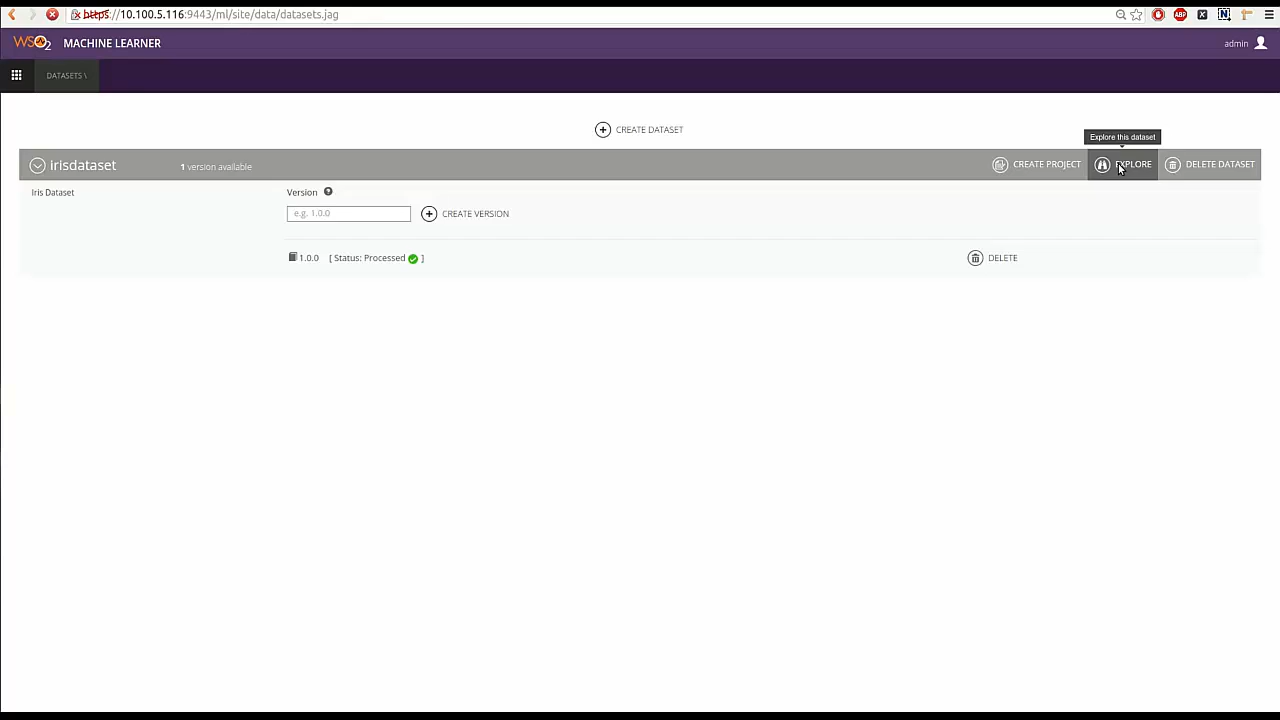 https://10.100.5.116:9443/ml/site/data/datasets.jag
ABP
N
WSO2 MACHINE LEARNER
admin
DATASETS \
CREATE DATASET
Explore this dataset
irisdataset
1 version available
CREATE PROJECT
EXPLORE
DELETE DATASET
Iris Dataset
Version
e.g. 1.0.0
CREATE VERSION
1.0.0 [ Status: Processed ]
DELETE